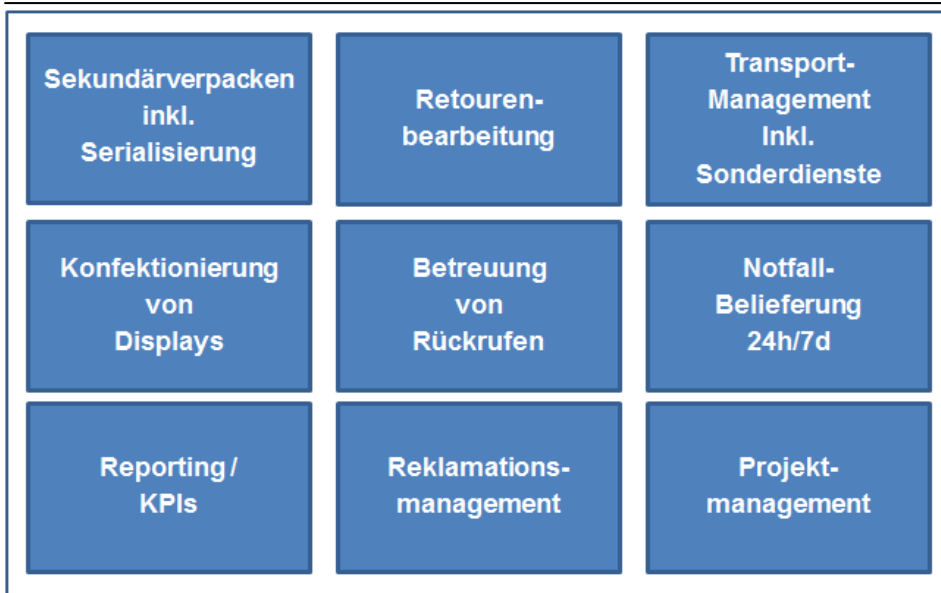 Sekundärverpacken
inkl.
Serialisierung
Retouren-
bearbeitung
Transport-
Management
Inkl.
Sonderdienste
Konfektionierung
von
Displays
Betreuung
von
Rückrufen
Notfall-
Belieferung
24h/7d
Reporting /
KPIs
Reklamations-
management
Projekt-
management